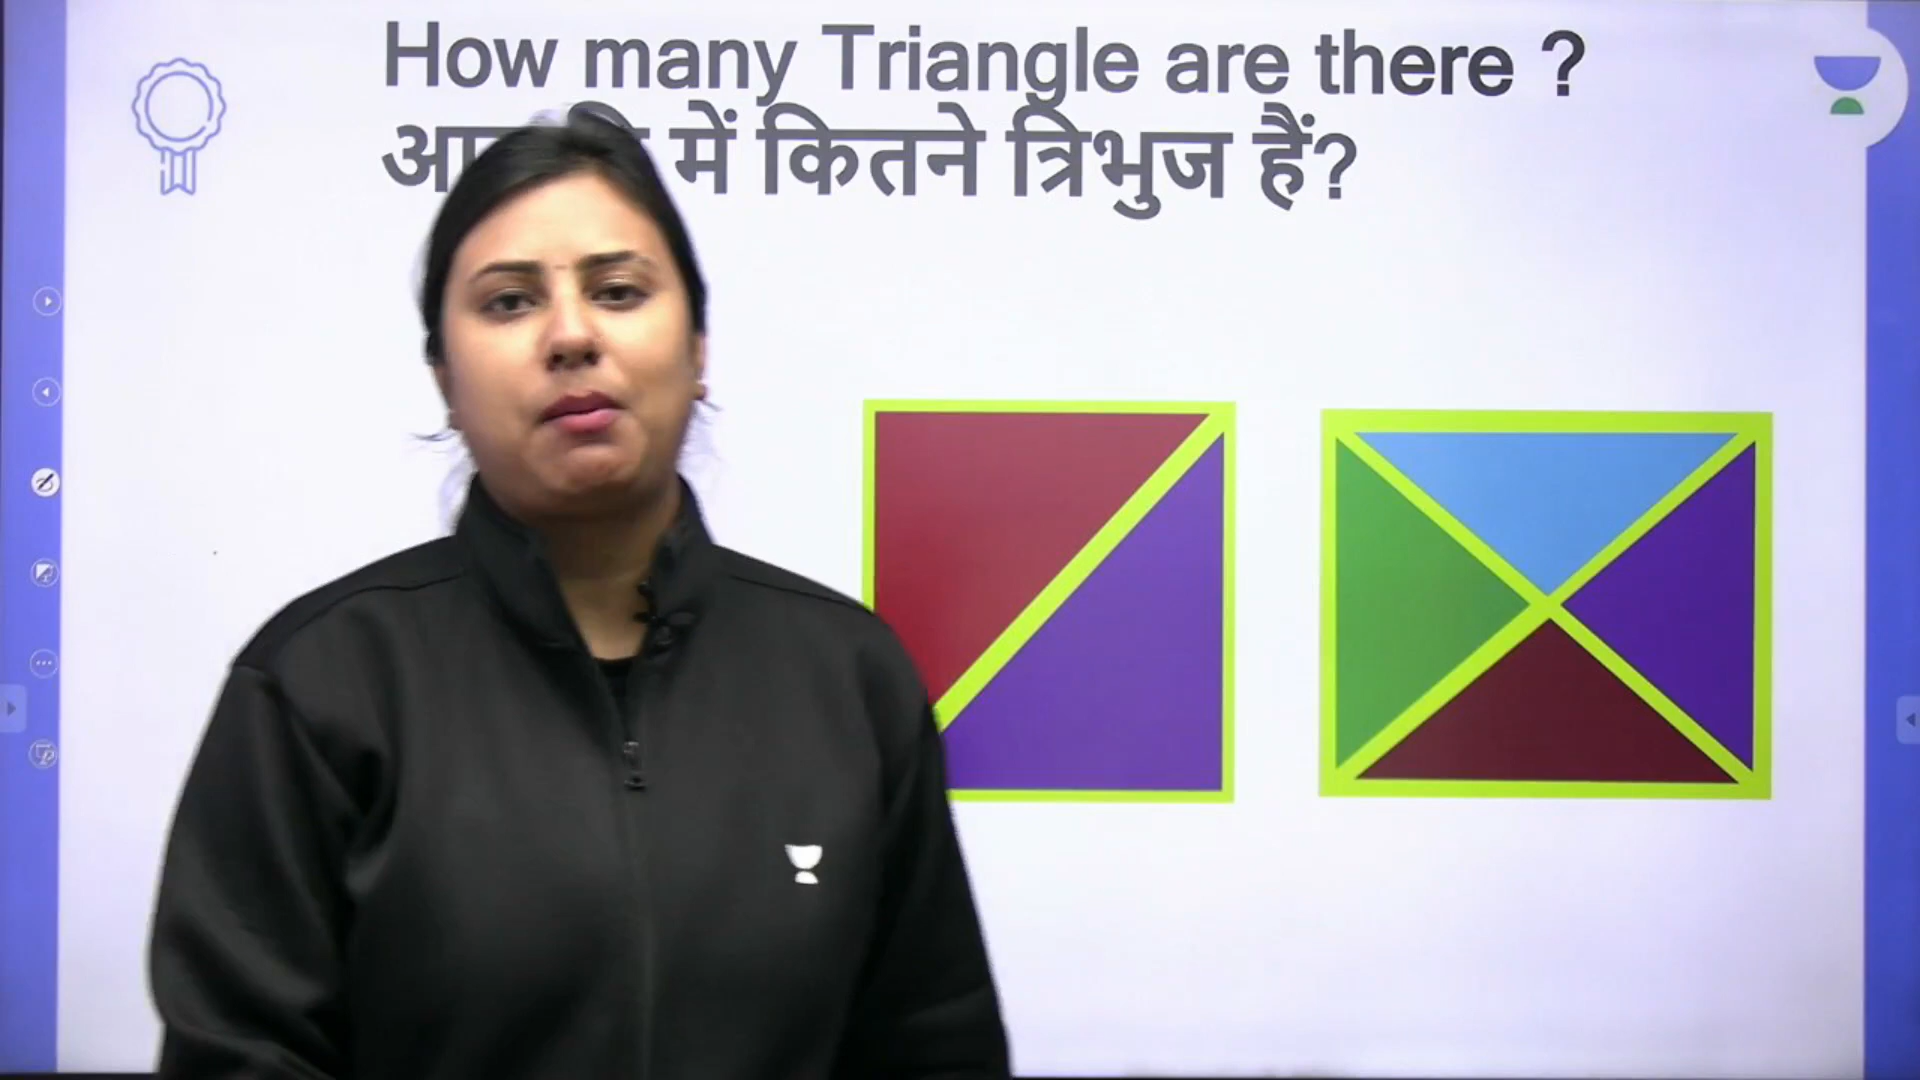 How many Triangle are there ?
में कितने त्रिभुज हैं?